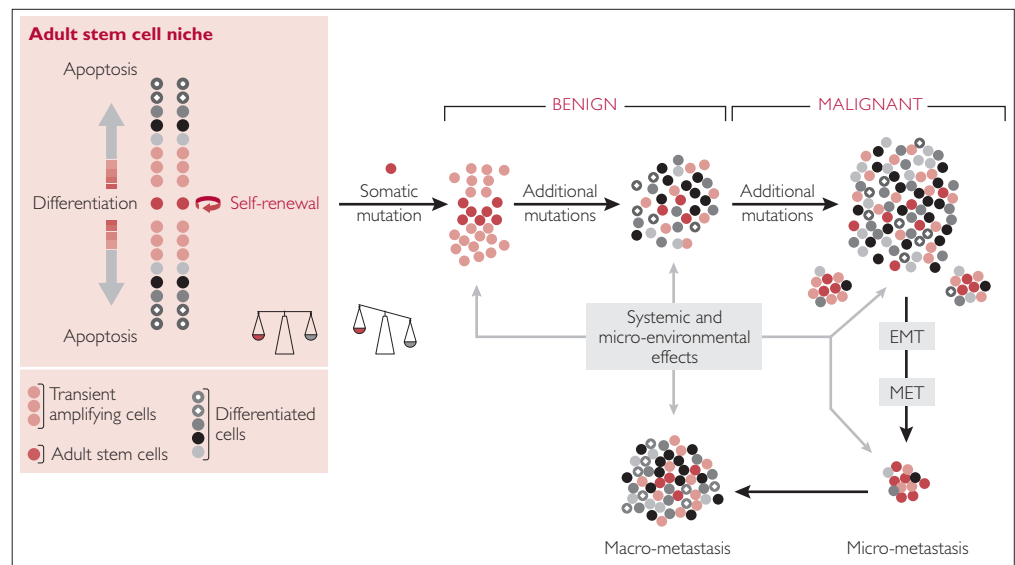 Adult stem cell niche
Apoptosis
Differentiation
Self-renewal
Apoptosis
Transient
amplifying cells
Adult stem cells
Differentiated
cells
BENIGN
MALIGNANT
Somatic
mutation
Additional
mutations
Additional
mutations
Systemic and
micro-environmental
effects
EMT
MET
Macro-metastasis
Micro-metastasis